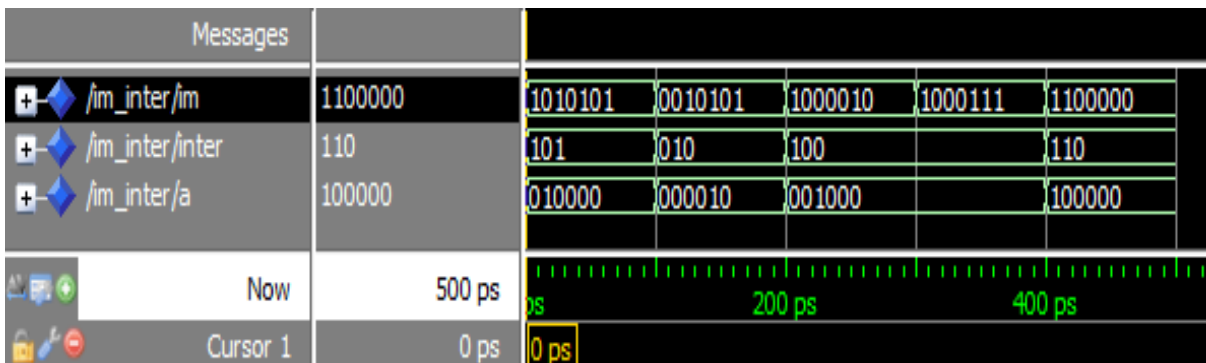 Messages
/im_inter/im 1100000 1010101 0010101 1000010 1000111 1100000
/im_inter/inter 110 101 010 100 110
/im_inter/a 100000 010000 000010 001000 100000
Now 500 ps ps 200 ps 400 ps
Cursor 1 0 ps 0 ps